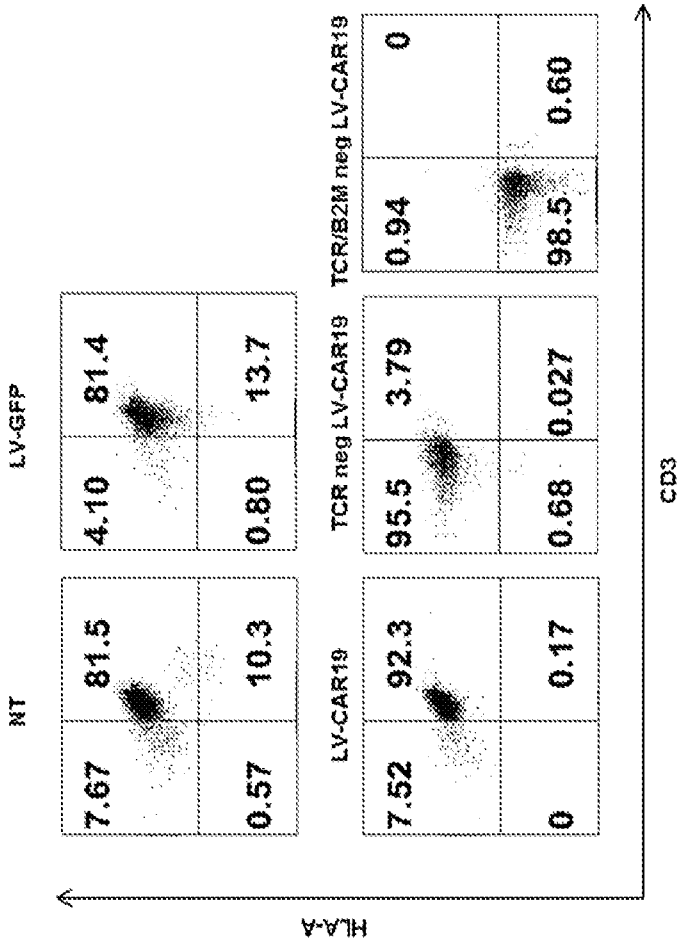 NT
LV-GFP
7.67 81.5
4.10 81.4
0.57 10.3
0.80 13.7
LV-CAR19
TCR neg LV-CAR19
TCR/B2M neg LV-CAR19
7.52 92.3
95.5 3.79
0.94 0
0 0.17
0.68 0.027
98.5 0.60
HLA-A
CD3